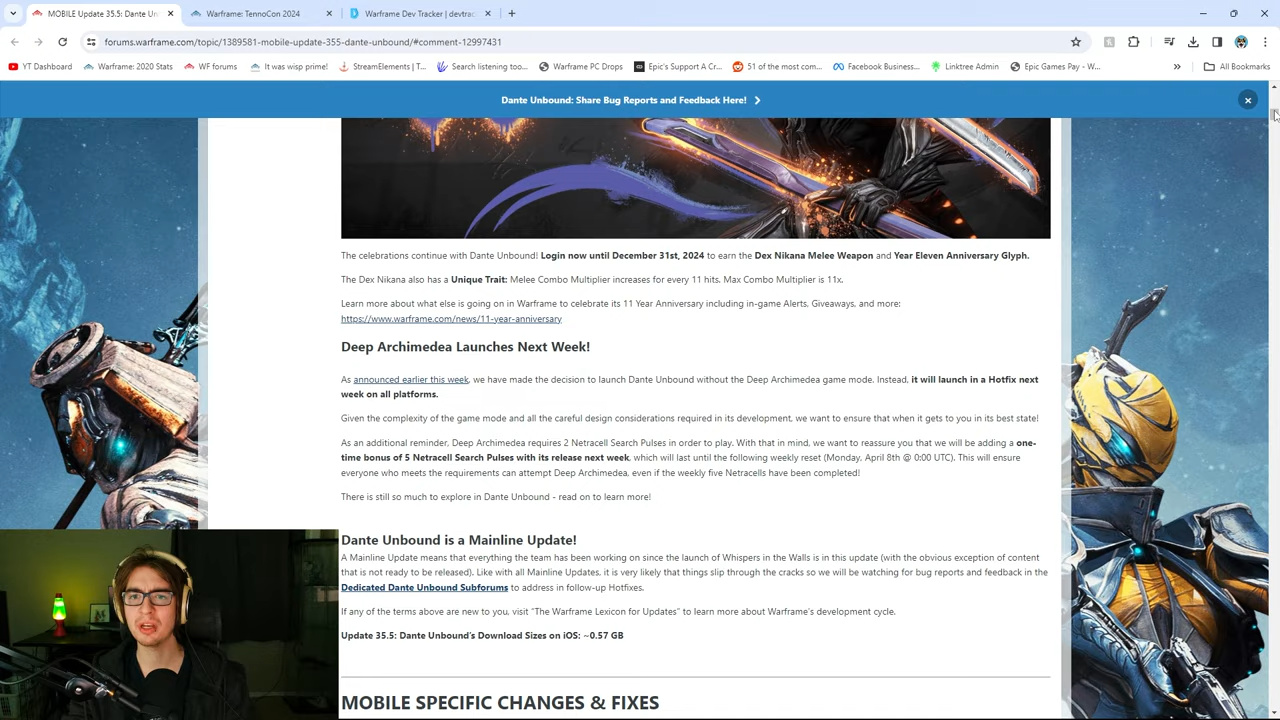 MOBILE Update 35.5: Dante Un
Warframe: TennoCon 2024
Warframe Dev Tracker | devtrac
forums.warframe.com/topic/1389581-mobile-update-355-dante-unbound/#comment-12997431
YT Dashboard
Warframe: 2020 Stats
WF forums
It was wisp prime!
StreamElements | T...
Search listening too...
Warframe PC Drops
Epic's Support A Cr...
51 of the most com...
Facebook Business...
Linktree Admin
Epic Games Pay - W...
»
All Bookmarks
Dante Unbound: Share Bug Reports and Feedback Here!
The celebrations continue with Dante Unbound! Login now until December 31st, 2024 to earn the Dex Nikana Melee Weapon and Year Eleven Anniversary Glyph.
The Dex Nikana also has a Unique Trait: Melee Combo Multiplier increases for every 11 hits. Max Combo Multiplier is 11x.
Learn more about what else is going on in Warframe to celebrate its 11 Year Anniversary including in-game Alerts, Giveaways, and more:
https://www.warframe.com/news/11-year-anniversary
Deep Archimedea Launches Next Week!
As announced earlier this week, we have made the decision to launch Dante Unbound without the Deep Archimedea game mode. Instead, it will launch in a Hotfix next
week on all platforms.
Given the complexity of the game mode and all the careful design considerations required in its development, we want to ensure that when it gets to you in its best state!
As an additional reminder, Deep Archimedea requires 2 Netracell Search Pulses in order to play. With that in mind, we want to reassure you that we will be adding a one-
time bonus of 5 Netracell Search Pulses with its release next week, which will last until the following weekly reset (Monday, April 8th @ 0:00 UTC). This will ensure
everyone who meets the requirements can attempt Deep Archimedea, even if the weekly five Netracells have been completed!
There is still so much to explore in Dante Unbound - read on to learn more!
Dante Unbound is a Mainline Update!
A Mainline Update means that everything the team has been working on since the launch of Whispers in the Walls is in this update (with the obvious exception of content
that is not ready to be released). Like with all Mainline Updates, it is very likely that things slip through the cracks so we will be watching for bug reports and feedback in the
Dedicated Dante Unbound Subforums to address in follow-up Hotfixes.
If any of the terms above are new to you, visit "The Warframe Lexicon for Updates" to learn more about Warframe's development cycle.
Update 35.5: Dante Unbound's Download Sizes on iOS: ~0.57 GB
MOBILE SPECIFIC CHANGES & FIXES